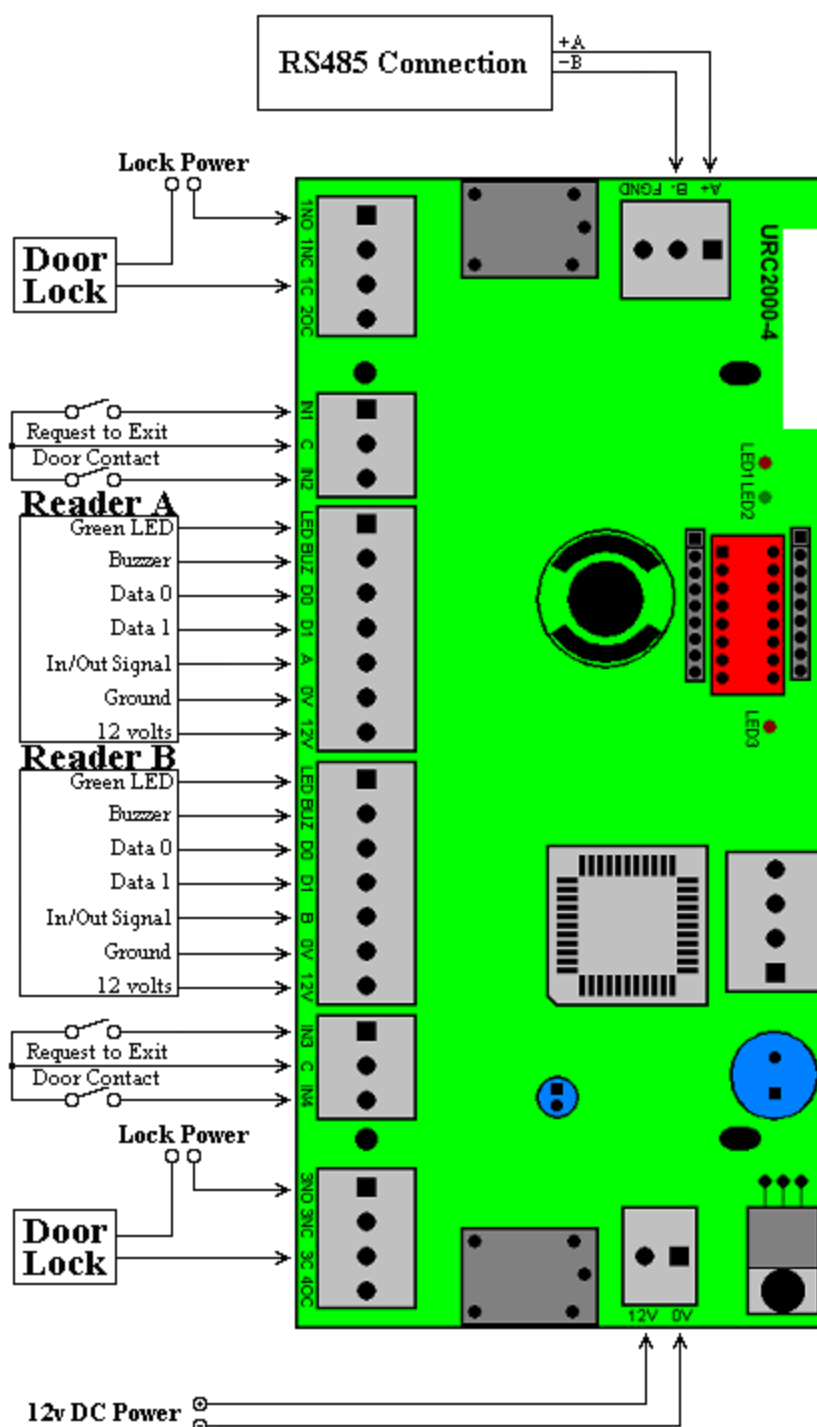 RS485 Connection
+A
-B
Lock Power
A+ B- FGND
Door
Lock
1NO 1NC 1C 2OC
URC2000-4
IN1 C IN2
Request to Exit
Door Contact
LED1 LED2
Reader A
Green LED
Buzzer
Data 0
Data 1
In/Out Signal
Ground
12 volts
LED BUZ D0 D1 A 0V 12V
LED3
Reader B
Green LED
Buzzer
Data 0
Data 1
In/Out Signal
Ground
12 volts
LED BUZ D0 D1 B 0V 12V
IN3 C IN4
Request to Exit
Door Contact
Lock Power
Door
Lock
3NO 3NC 3C 4OC
12V 0V
12v DC Power